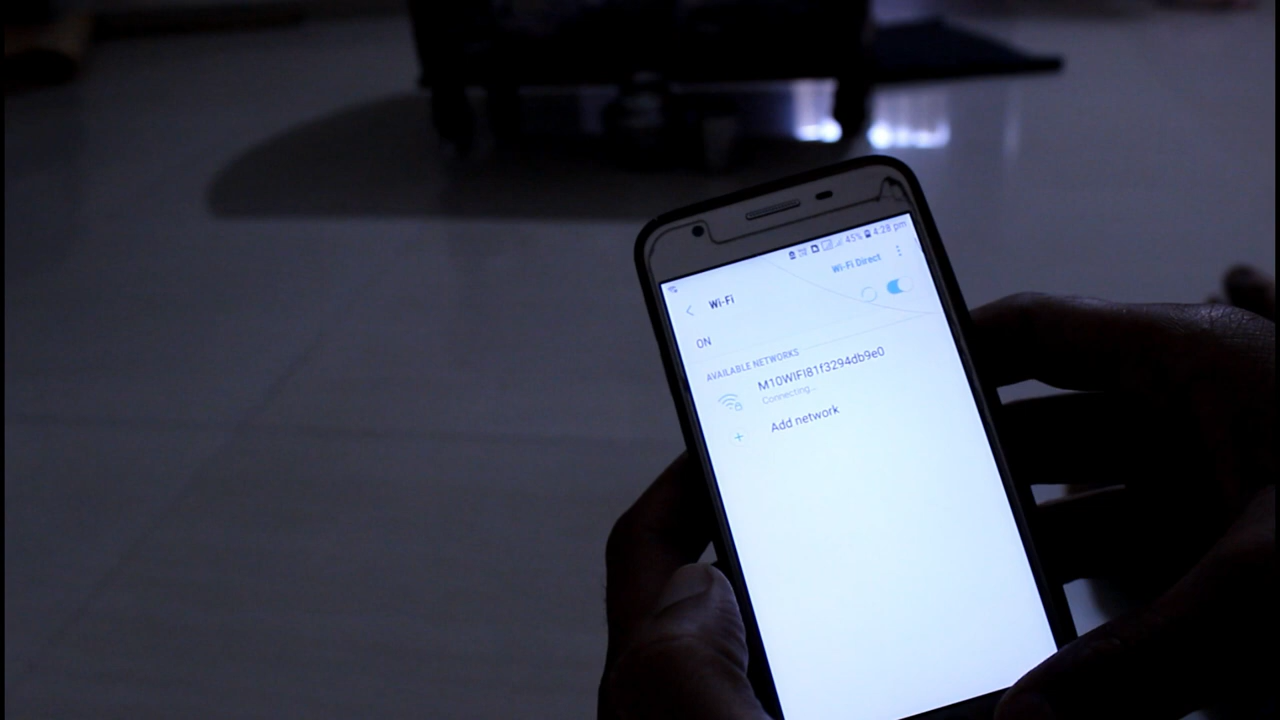 45% 4:28 pm
Wi-Fi Direct
Wi-Fi
ON
AVAILABLE NETWORKS
M10WIFI81f3294db9e0
Connecting...
Add network